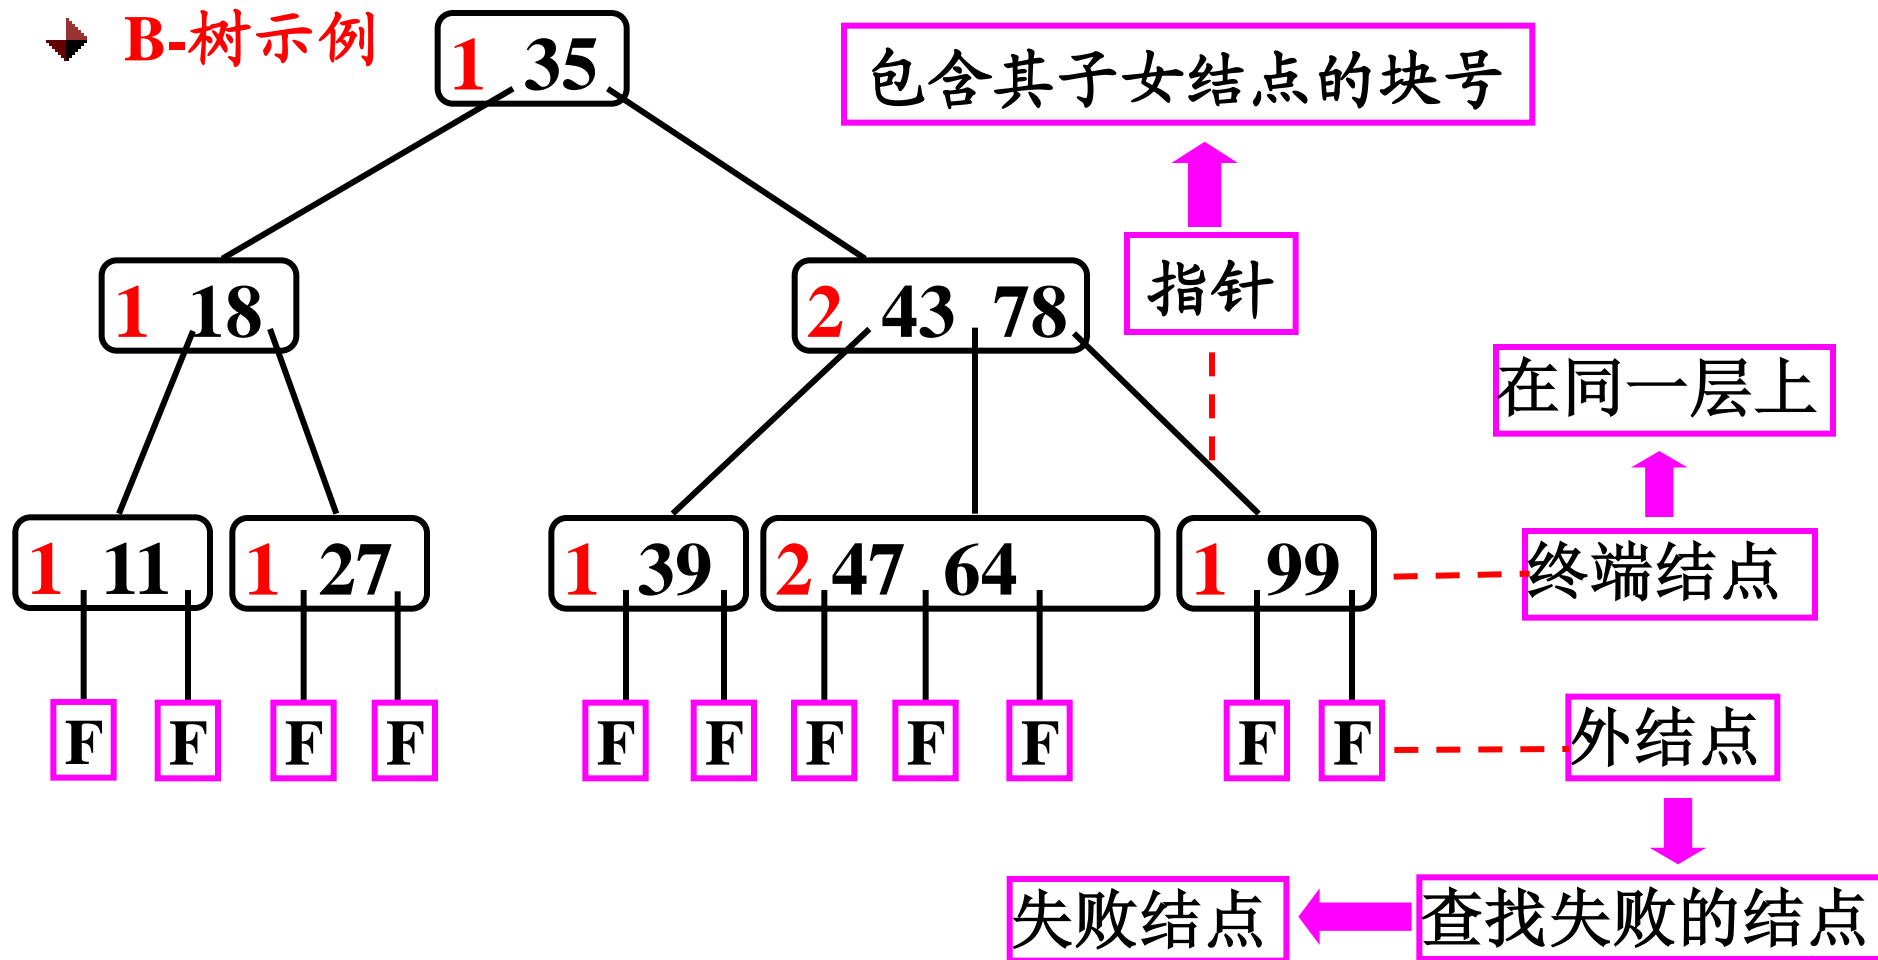 B-树示例
1 35
包含其子女结点的块号
指针
1 18
2 43 78
在同一层上
1 11
1 27
1 39
2 47 64
1 99
终端结点
F F F F F F F F F F F
外结点
失败结点
查找失败的结点